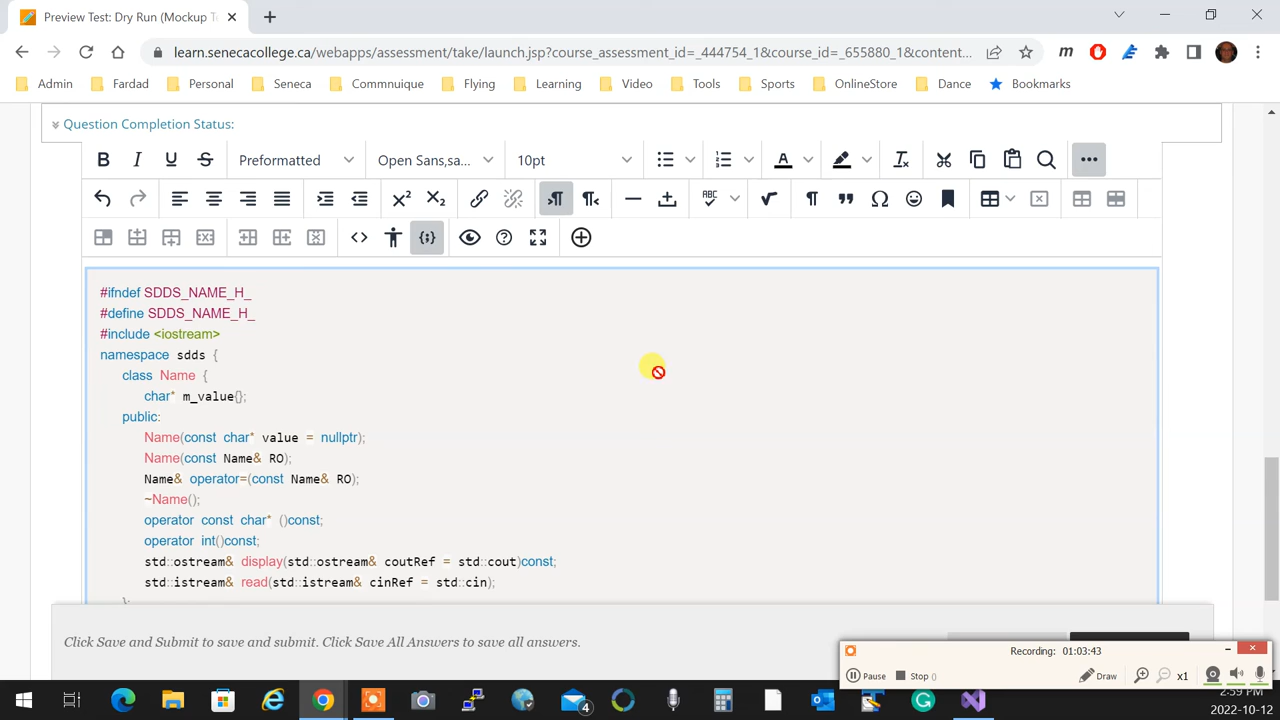 Preview Test: Dry Run (Mockup T
learn.senecacollege.ca/webapps/assessment/take/launch.jsp?course_assessment_id=_444754_1&course_id=_655880_1&content...
Admin Fardad Personal Seneca Commnuique Flying Learning Video Tools Sports OnlineStore Dance Bookmarks
Question Completion Status:
B I U S Preformatted Open Sans,sa... 10pt
#ifndef SDDS_NAME_H_
#define SDDS_NAME_H_
#include <iostream>
namespace sdds {
class Name {
char* m_value{};
public:
Name(const char* value = nullptr);
Name(const Name& RO);
Name& operator=(const Name& RO);
~Name();
operator const char* ()const;
operator int()const;
std::ostream& display(std::ostream& coutRef = std::cout)const;
std::istream& read(std::istream& cinRef = std::cin);
};
Click Save and Submit to save and submit. Click Save All Answers to save all answers.
Recording: 01:03:43
Pause Stop () Draw x1
4
2:59 PM
2022-10-12